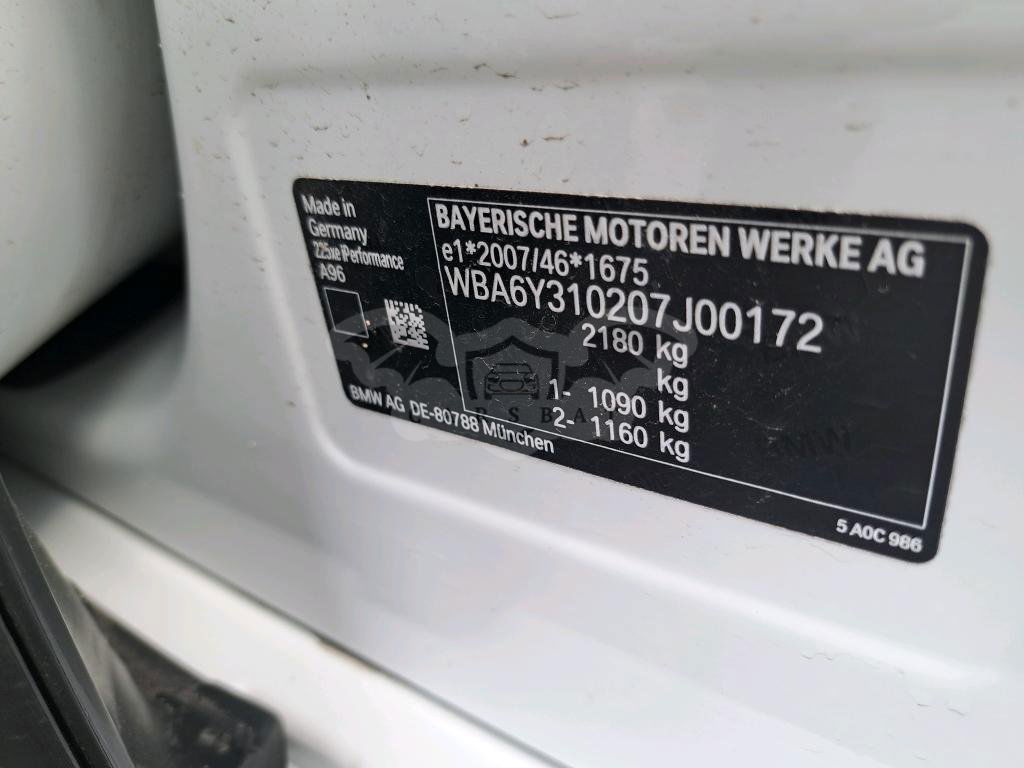 Made in
Germany
225xe iPerformance
A96
BAYERISCHE MOTOREN WERKE AG
e1*2007/46*1675
WBA6Y310207J00172
2180 kg
kg
1- 1090 kg
2- 1160 kg
BMW AG DE-80788 München
5 A0C 986